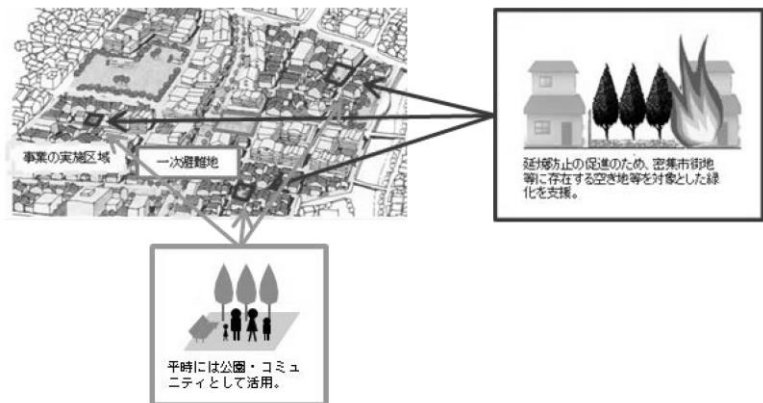 事業の実施区域
一次避難地
延焼防止の促進のため、密集市街地
等に存在する空き地等を対象とした緑
化を支援。
平時には公園・コミュ
ニティとして活用。